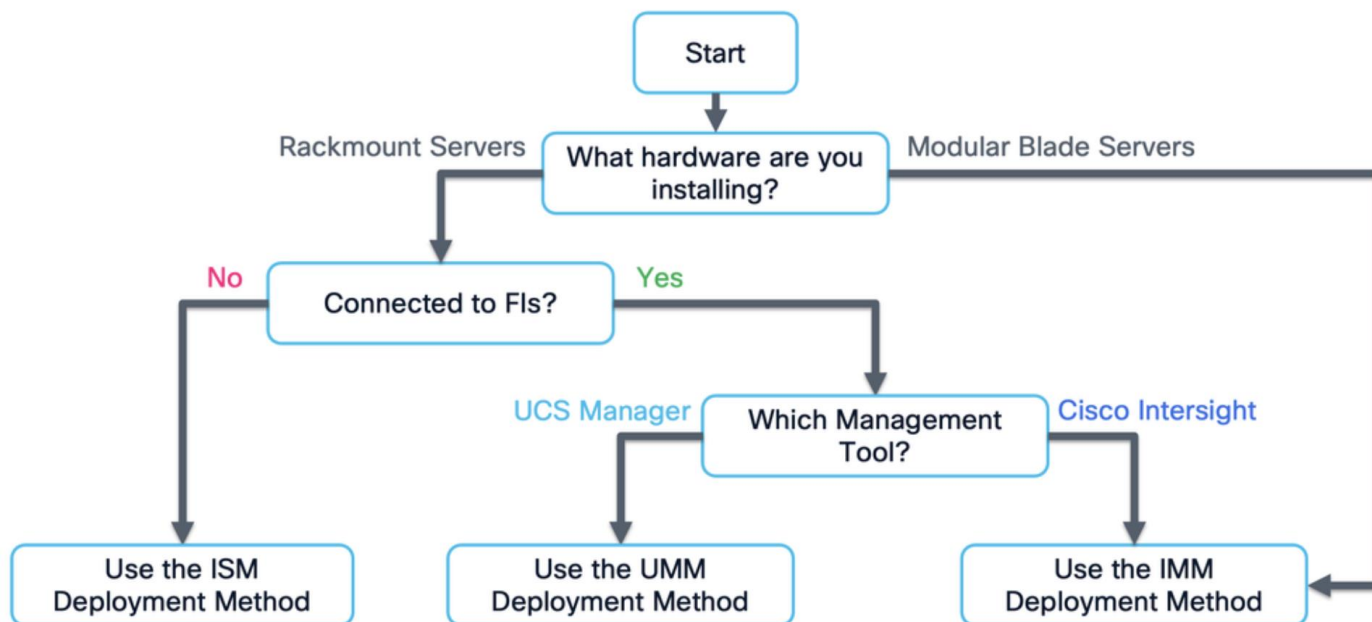 Start
Rackmount Servers
What hardware are you
installing?
Modular Blade Servers
No
Connected to FIs?
Yes
UCS Manager
Which Management
Tool?
Cisco Intersight
Use the ISM
Deployment Method
Use the UMM
Deployment Method
Use the IMM
Deployment Method